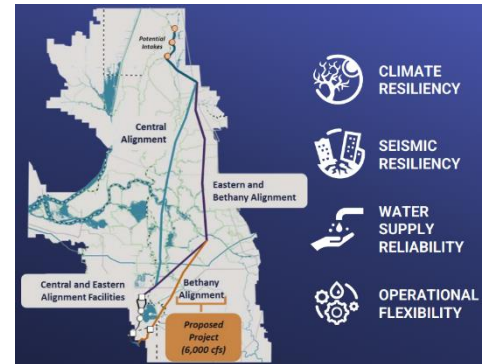 Potential
Intakes
Central
Alignment
Eastern and
Bethany Alignment
Central and Eastern
Alignment Facilities
Bethany
Alignment
Proposed
Project
(6,000 cfs)
CLIMATE
RESILIENCY
SEISMIC
RESILIENCY
WATER
SUPPLY
RELIABILITY
OPERATIONAL
FLEXIBILITY